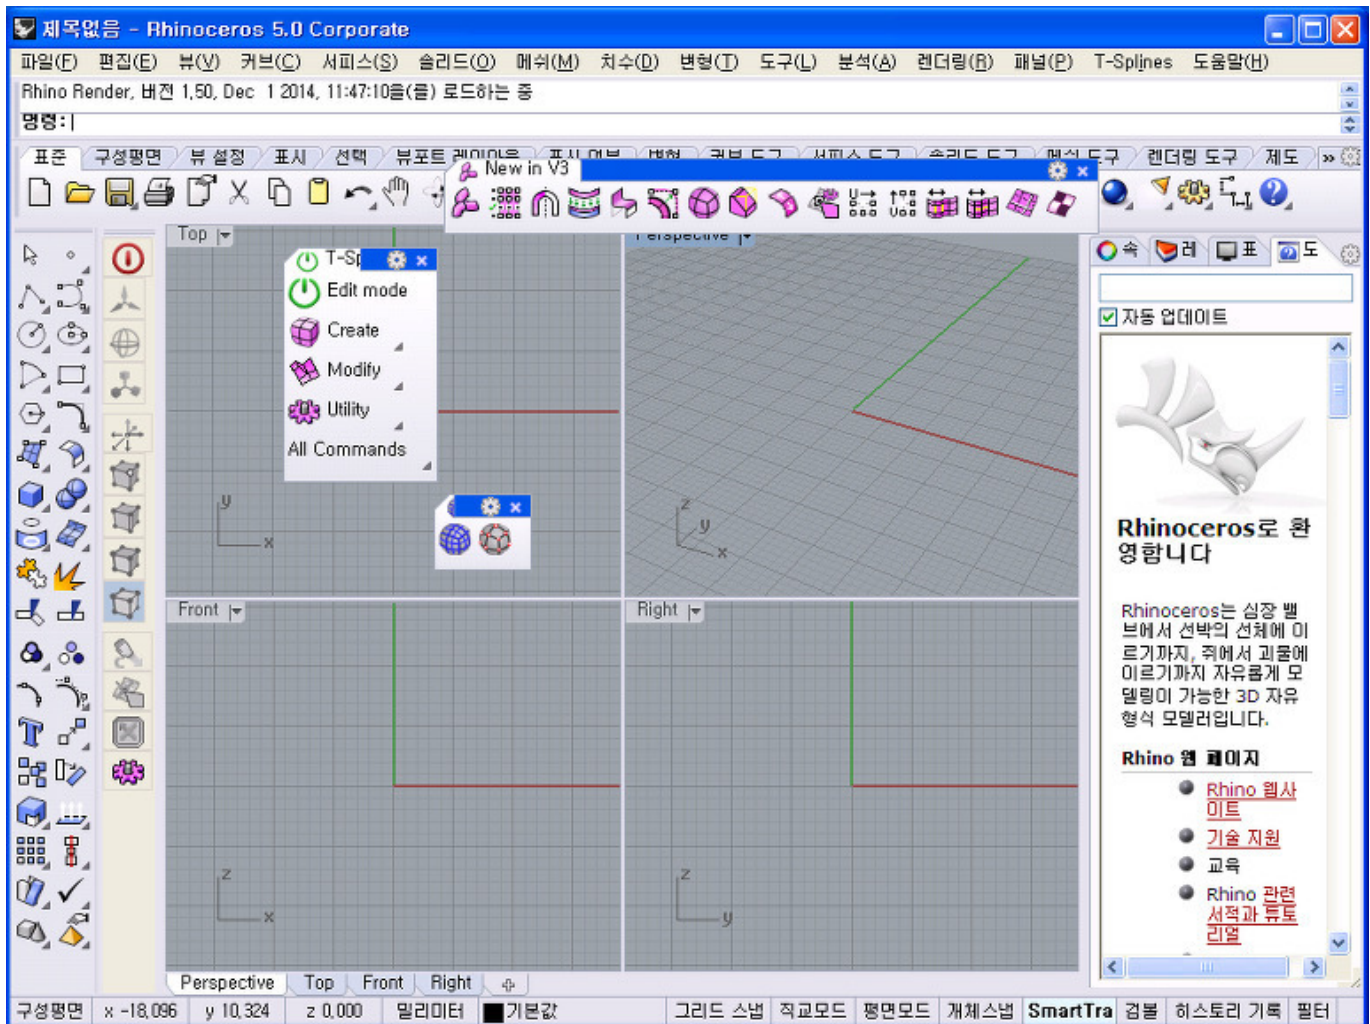 제목없음 - Rhinoceros 5.0 Corporate
파일(F) 편집(E) 뷰(V) 커브(C) 서피스(S) 솔리드(O) 메쉬(M) 치수(D) 변형(T) 도구(L) 분석(A) 렌더링(R) 패널(P) T-Splines 도움말(H)
Rhino Render, 버전 1,50, Dec 1 2014, 11:47:10을(를) 로드하는 중
명령:
표준 구성평면 뷰 설정 표시 선택 뷰포트 도구 렌더링 도구 제도 »
New in V3
Top
Perspective
속 레 표 도
T-Sp
Edit mode
Create
Modify
Utility
All Commands
자동 업데이트
y
x
z
y
x
Rhinoceros로 환
영합니다
Front
Right
Rhinoceros는 심장 밸
브에서 선박의 선체에 이
르기까지, 쥐에서 괴물에
이르기까지 자유롭게 모
델링이 가능한 3D 자유
형식 모델러입니다.
Rhino 웹 페이지
Rhino 웹사
이트
기술 지원
교육
Rhino 관련
서적과 튜토
리얼
z
x
z
y
Perspective Top Front Right
구성평면 x -18,096 y 10,324 z 0,000 밀리미터 기본값 그리드 스냅 직교모드 평면모드 개체스냅 SmartTra 검볼 히스토리 기록 필터